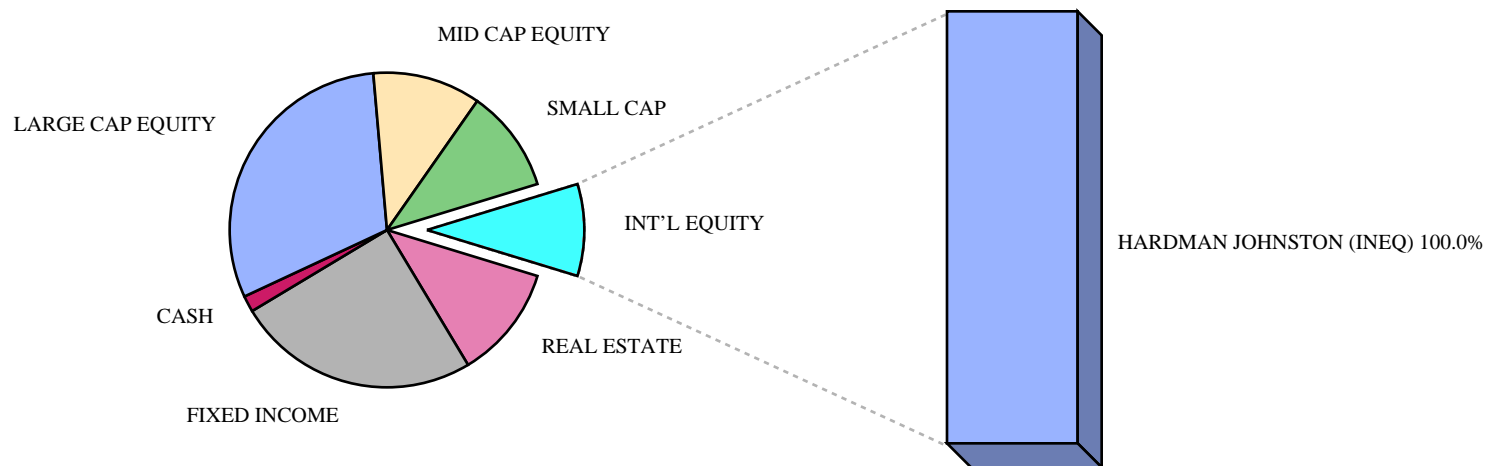 MID CAP EQUITY
SMALL CAP
LARGE CAP EQUITY
INT'L EQUITY
HARDMAN JOHNSTON (INEQ) 100.0%
CASH
REAL ESTATE
FIXED INCOME